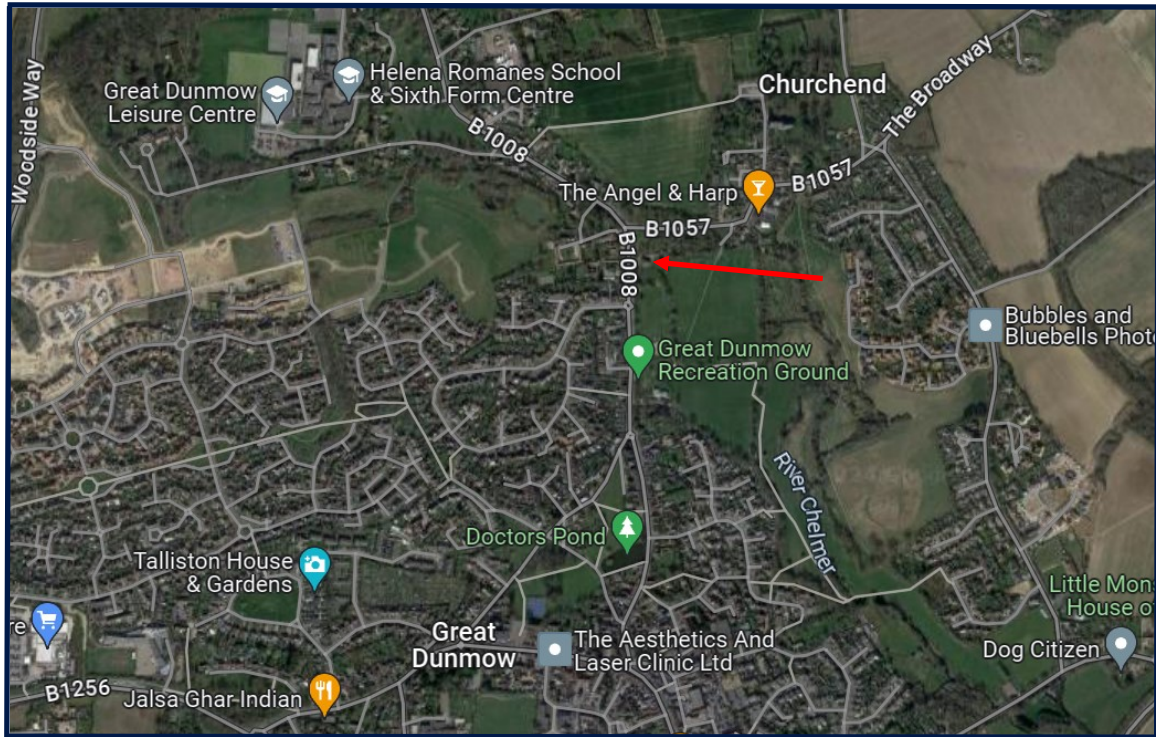 Woodside Way
Great Dunmow
Leisure Centre
Helena Romanes School
& Sixth Form Centre
B1008
Churchend
The Broadway
The Angel & Harp
B1057
B1057
B1008
Bubbles and
Bluebells Photo
Great Dunmow
Recreation Ground
River Chelmer
Doctors Pond
Talliston House
& Gardens
Little Mons
House of
re
Great
Dunmow
The Aesthetics And
Laser Clinic Ltd
Dog Citizen
B1256
Jalsa Ghar Indian